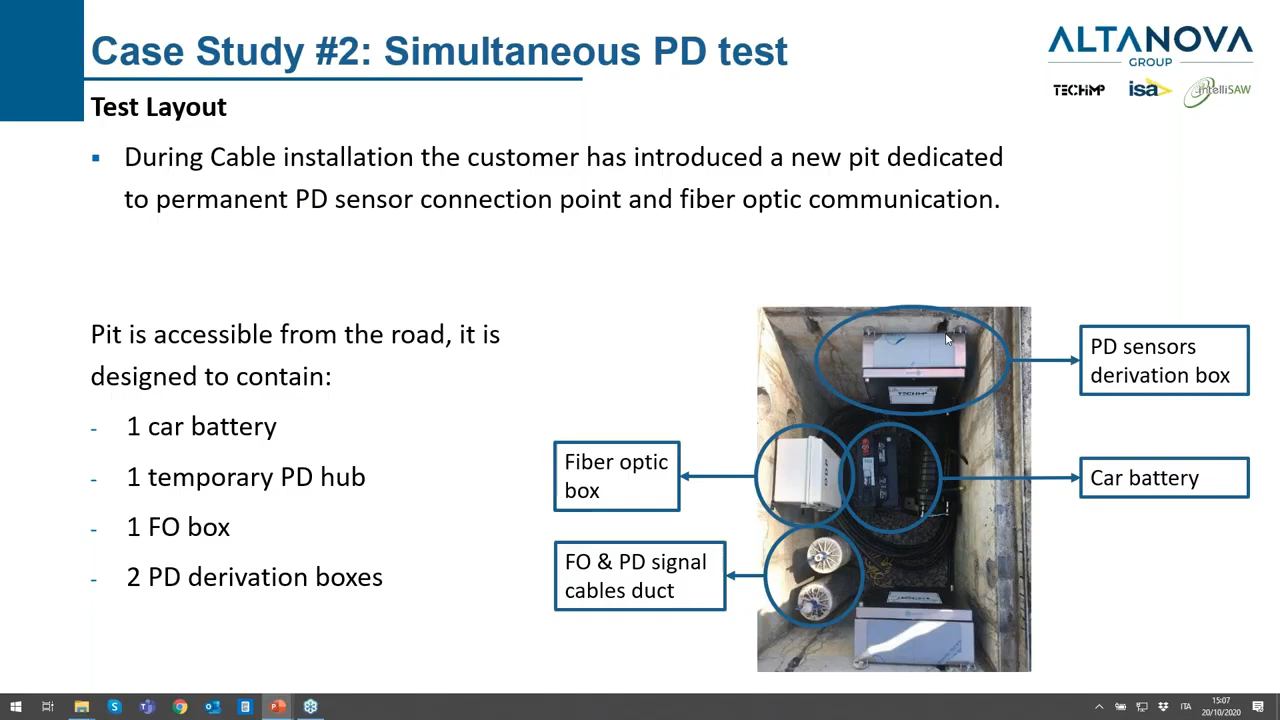 Case Study #2: Simultaneous PD test
ALTANOVA
GROUP
TECHIMP
isa
intelliSAW
Test Layout
▪ During Cable installation the customer has introduced a new pit dedicated
to permanent PD sensor connection point and fiber optic communication.
Pit is accessible from the road, it is
designed to contain:
- 1 car battery
- 1 temporary PD hub
- 1 FO box
- 2 PD derivation boxes
PD sensors
derivation box
Fiber optic
box
Car battery
FO & PD signal
cables duct
TECHIMP
ITA
15:07
20/10/2020